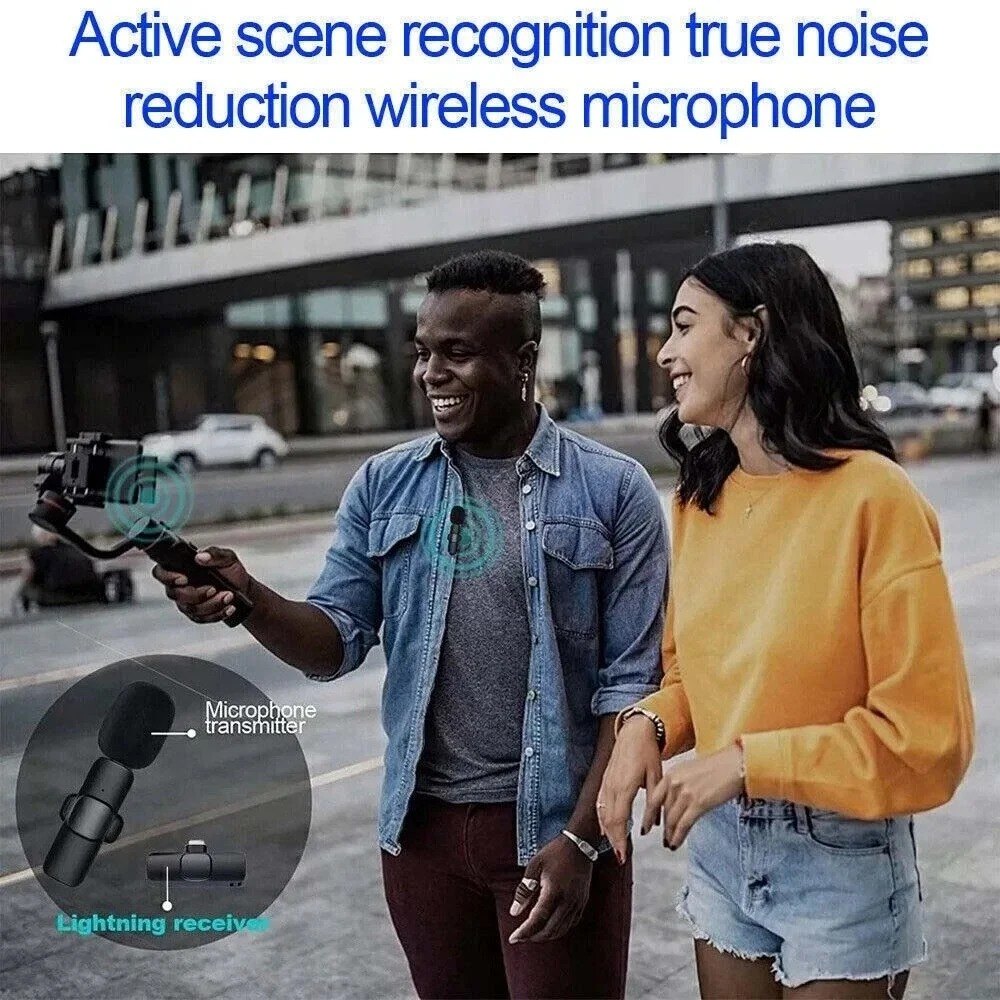 Active scene recognition true noise
reduction wireless microphone
Microphone
transmitter
Lightning receiver